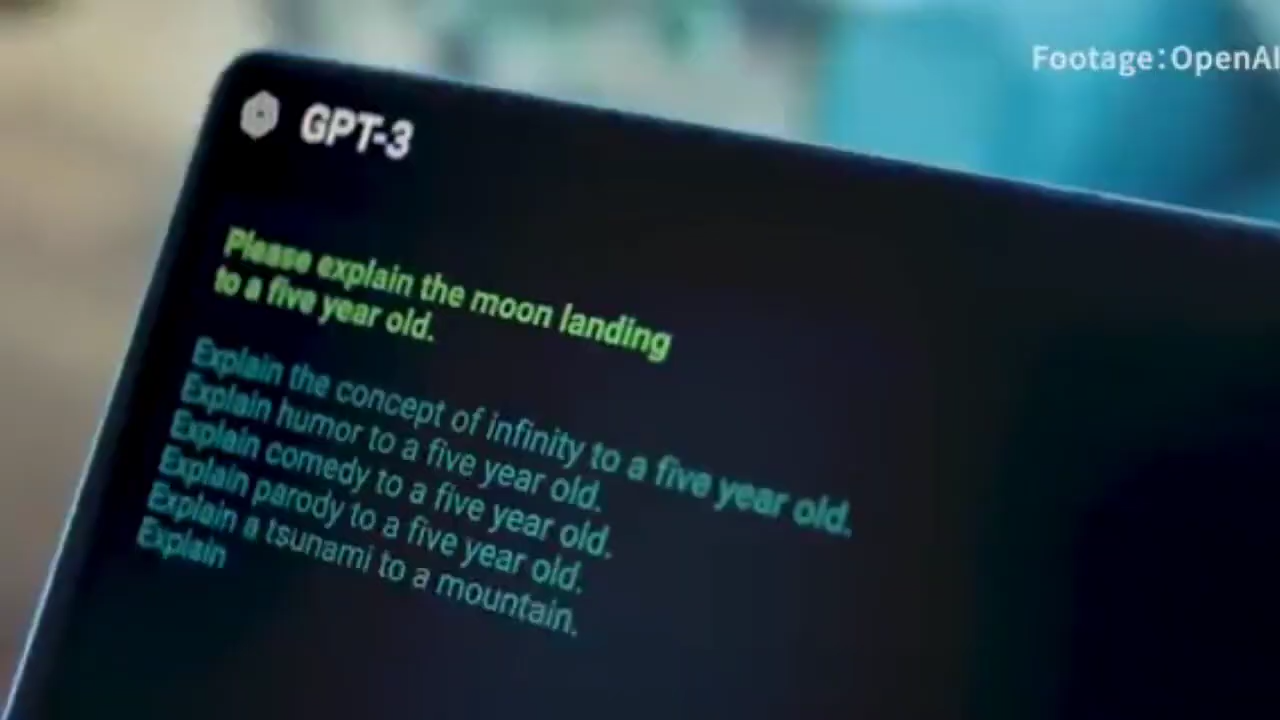 Footage:OpenAI
GPT-3
Please explain the moon landing
to a five year old.
Explain the concept of infinity to a five year old.
Explain humor to a five year old.
Explain comedy to a five year old.
Explain parody to a five year old.
Explain a tsunami to a mountain.
Explain